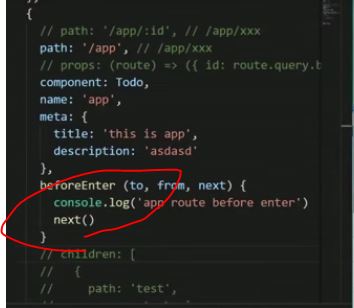 {
// path: '/app/:id', // /app/xxx
path: '/app', // /app/xxx
// props: (route) => ({ id: route.query.b
component: Todo,
name: 'app',
meta: {
title: 'this is app',
description: 'asdasd'
},
beforeEnter (to, from, next) {
console.log('app route before enter')
next()
}
// children: [
//   {
//     path: 'test',